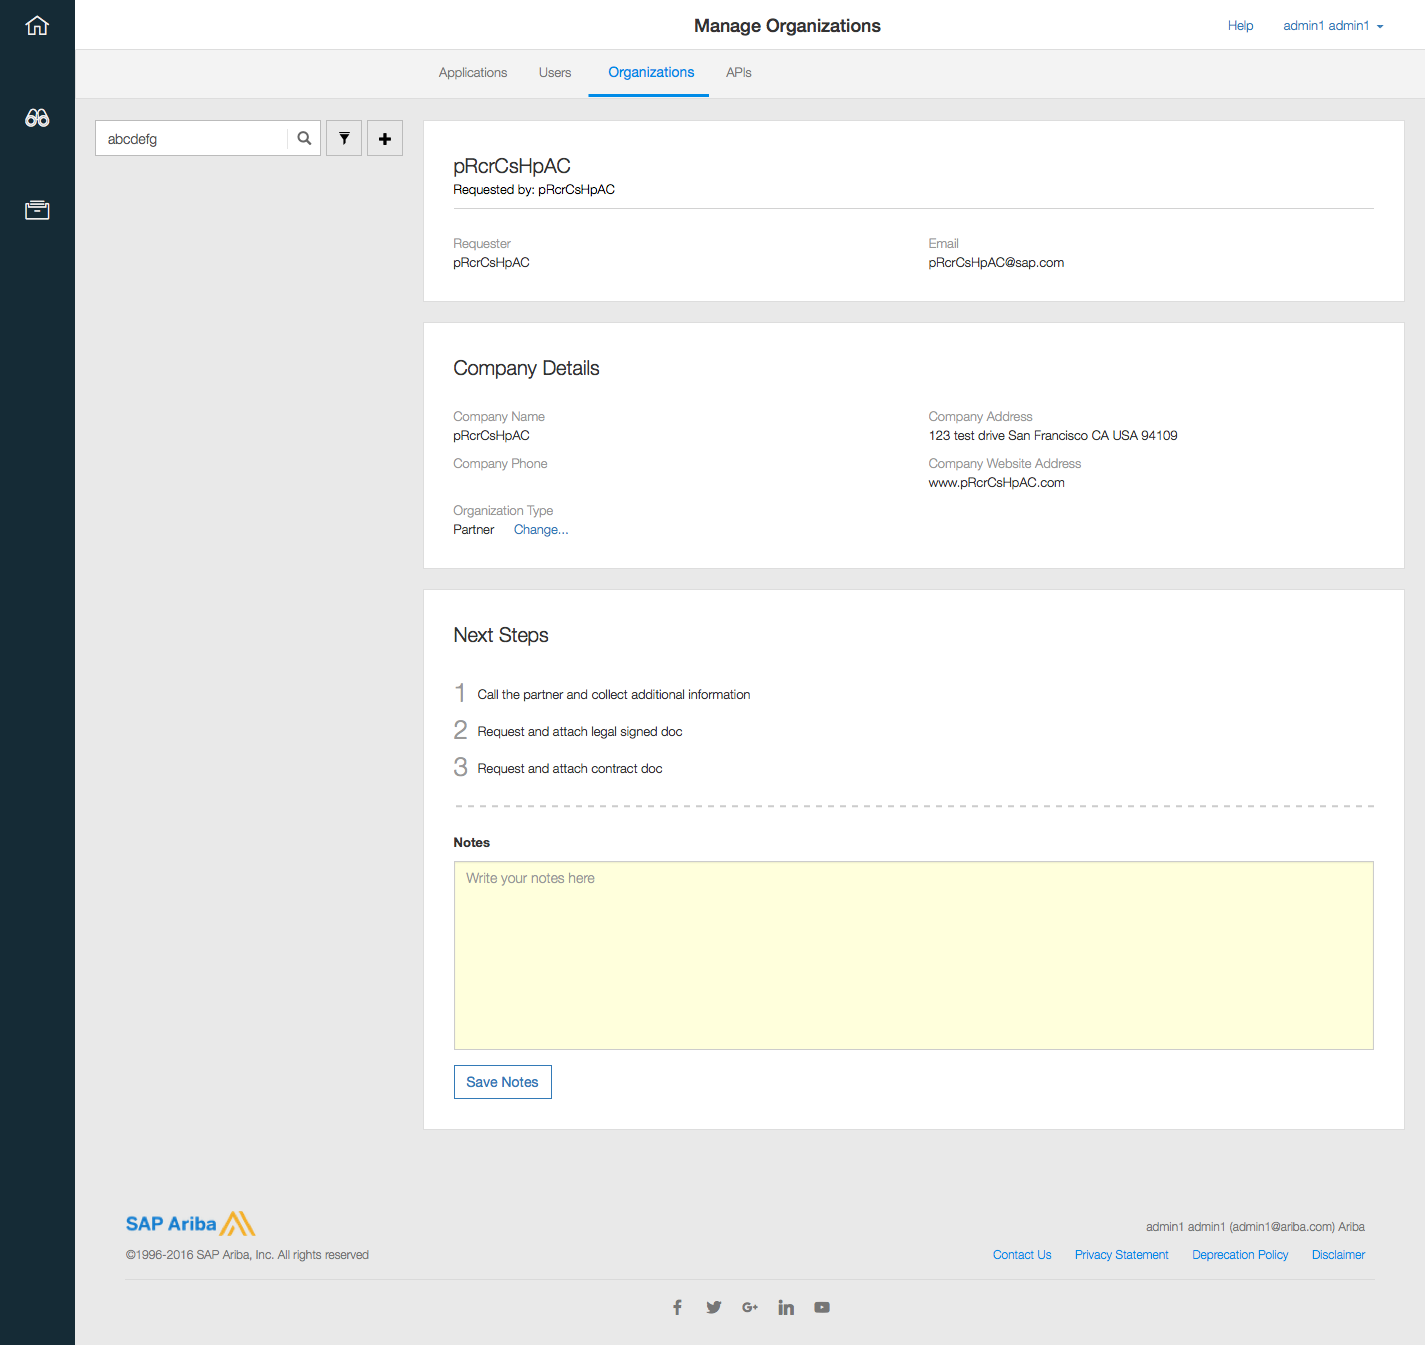 Manage Organizations
Help
admin1 admin1
Applications
Users
Organizations
APIs
abcdefg
pRcrCsHpAC
Requested by: pRcrCsHpAC
Requester
pRcrCsHpAC
Email
pRcrCsHpAC@sap.com
Company Details
Company Name
pRcrCsHpAC
Company Address
123 test drive San Francisco CA USA 94109
Company Phone
Company Website Address
www.pRcrCsHpAC.com
Organization Type
Partner Change...
Next Steps
1 Call the partner and collect additional information
2 Request and attach legal signed doc
3 Request and attach contract doc
Notes
Write your notes here
Save Notes
SAP Ariba
admin1 admin1 (admin1@ariba.com) Ariba
©1996-2016 SAP Ariba, Inc. All rights reserved
Contact Us
Privacy Statement
Deprecation Policy
Disclaimer